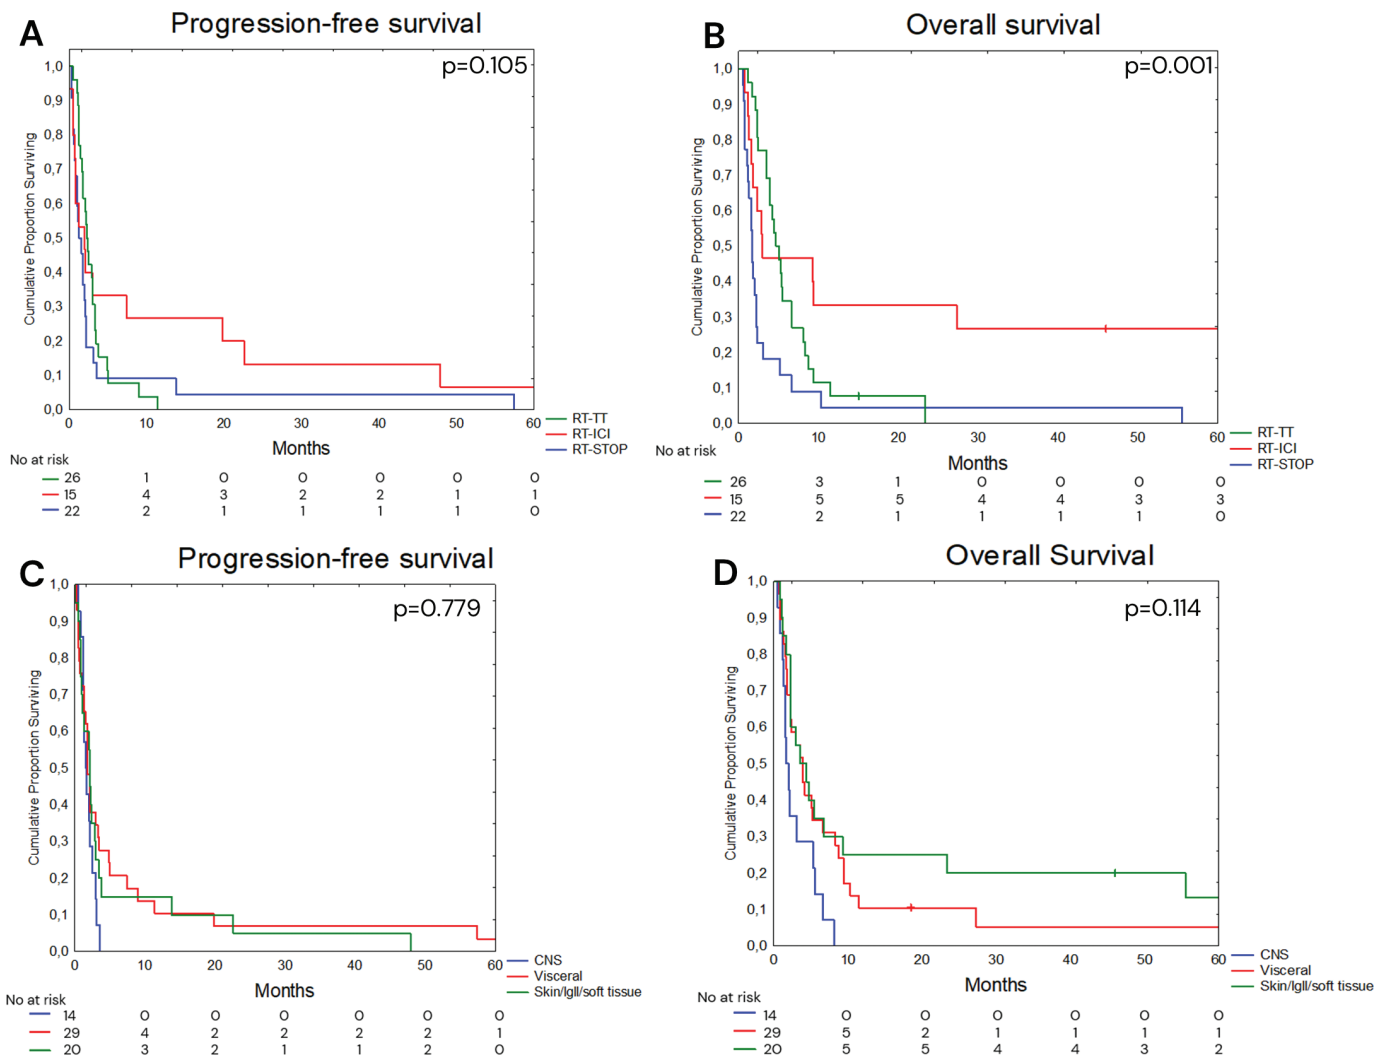 A
Progression-free survival
p=0.105
Cumulative Proportion Surviving
1,0
0,9
0,8
0,7
0,6
0,5
0,4
0,3
0,2
0,1
0,0
0 10 20 30 40 50 60
Months
RT-TT
RT-ICI
RT-STOP
No at risk
26 1 0 0 0 0 0
15 4 3 2 2 1 1
22 2 1 1 1 1 0
B
Overall survival
p=0.001
Cumulative Proportion Surviving
1,0
0,9
0,8
0,7
0,6
0,5
0,4
0,3
0,2
0,1
0,0
0 10 20 30 40 50 60
Months
RT-TT
RT-ICI
RT-STOP
No at risk
26 3 1 0 0 0 0
15 5 5 4 4 3 3
22 2 1 1 1 1 0
C
Progression-free survival
p=0.779
Cumulative Proportion Surviving
1,0
0,9
0,8
0,7
0,6
0,5
0,4
0,3
0,2
0,1
0,0
0 10 20 30 40 50 60
Months
CNS
Visceral
Skin/lgll/soft tissue
No at risk
14 0 0 0 0 0 0
29 4 2 2 2 2 1
20 3 2 1 1 2 0
D
Overall Survival
p=0.114
Cumulative Proportion Surviving
1,0
0,9
0,8
0,7
0,6
0,5
0,4
0,3
0,2
0,1
0,0
0 10 20 30 40 50 60
Months
CNS
Visceral
Skin/lgll/soft tissue
No at risk
14 0 0 0 0 0 0
29 5 2 1 1 1 1
20 5 5 4 4 3 2